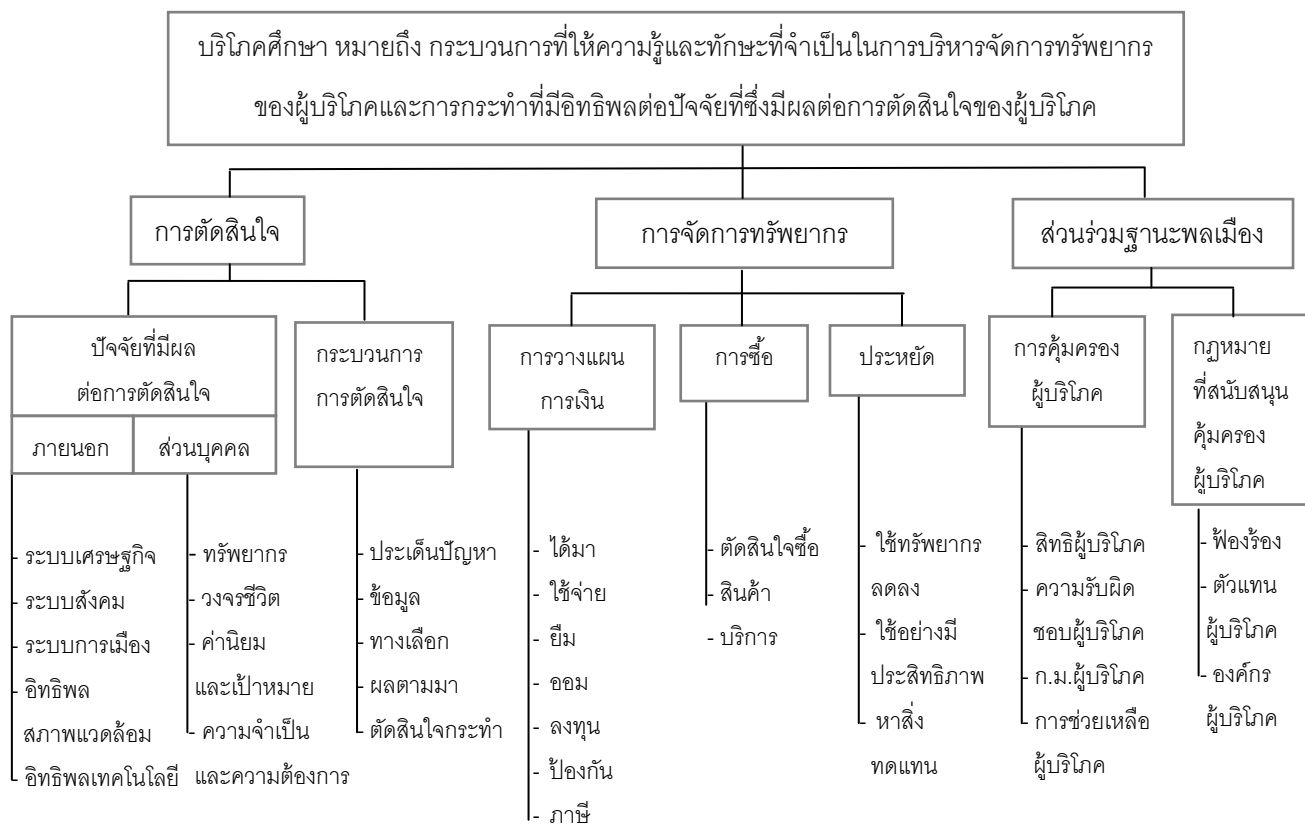 บริโภคศึกษา หมายถึง กระบวนการที่ให้ความรู้และทักษะที่จำเป็นในการบริหารจัดการทรัพยากร
ของผู้บริโภคและการกระทำที่มีอิทธิพลต่อปัจจัยที่ซึ่งมีผลต่อการตัดสินใจของผู้บริโภค
การตัดสินใจ
ปัจจัยที่มีผล
ต่อการตัดสินใจ
ภายนอก
- ระบบเศรษฐกิจ
- ระบบสังคม
- ระบบการเมือง
- อิทธิพล
สภาพแวดล้อม
- อิทธิพลเทคโนโลยี
ส่วนบุคคล
- ทรัพยากร
- วงจรชีวิต
- ค่านิยม
และเป้าหมาย
- ความจำเป็น
และความต้องการ
กระบวนการ
การตัดสินใจ
- ประเด็นปัญหา
- ข้อมูล
- ทางเลือก
- ผลตามมา
- ตัดสินใจกระทำ
การจัดการทรัพยากร
การวางแผน
การเงิน
- ได้มา
- ใช้จ่าย
- ยืม
- ออม
- ลงทุน
- ป้องกัน
- ภาษี
การซื้อ
- ตัดสินใจซื้อ
- สินค้า
- บริการ
ประหยัด
- ใช้ทรัพยากร
ลดลง
- ใช้อย่างมี
ประสิทธิภาพ
- หาสิ่ง
ทดแทน
ส่วนร่วมฐานะพลเมือง
การคุ้มครอง
ผู้บริโภค
- สิทธิผู้บริโภค
- ความรับผิด
ชอบผู้บริโภค
- ก.ม.ผู้บริโภค
- การช่วยเหลือ
ผู้บริโภค
กฎหมาย
ที่สนับสนุน
คุ้มครอง
ผู้บริโภค
- ฟ้องร้อง
- ตัวแทน
ผู้บริโภค
- องค์กร
ผู้บริโภค